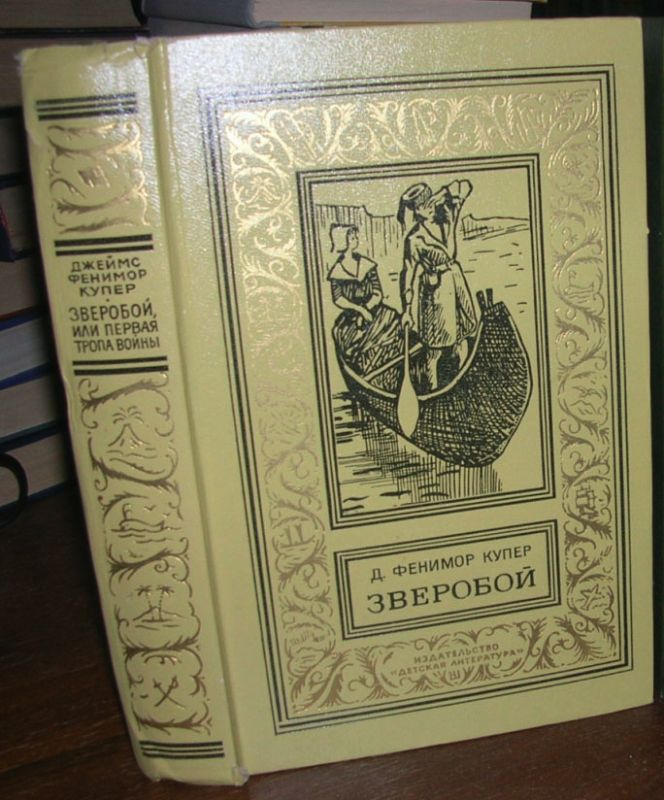 ДЖЕЙМС
ФЕНИМОР
КУПЕР
ЗВЕРОБОЙ,
ИЛИ ПЕРВАЯ
ТРОПА ВОЙНЫ
Д. ФЕНИМОР КУПЕР
ЗВЕРОБОЙ
ИЗДАТЕЛЬСТВО
"ДЕТСКАЯ ЛИТЕРАТУРА"